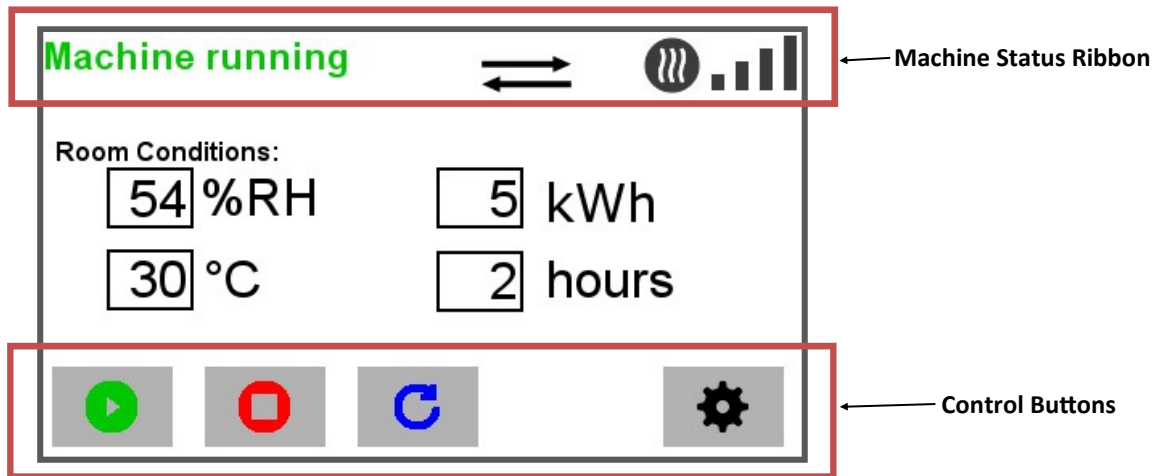 Machine running
Machine Status Ribbon
Room Conditions:
54 %RH
5 kWh
30 °C
2 hours
Control Buttons